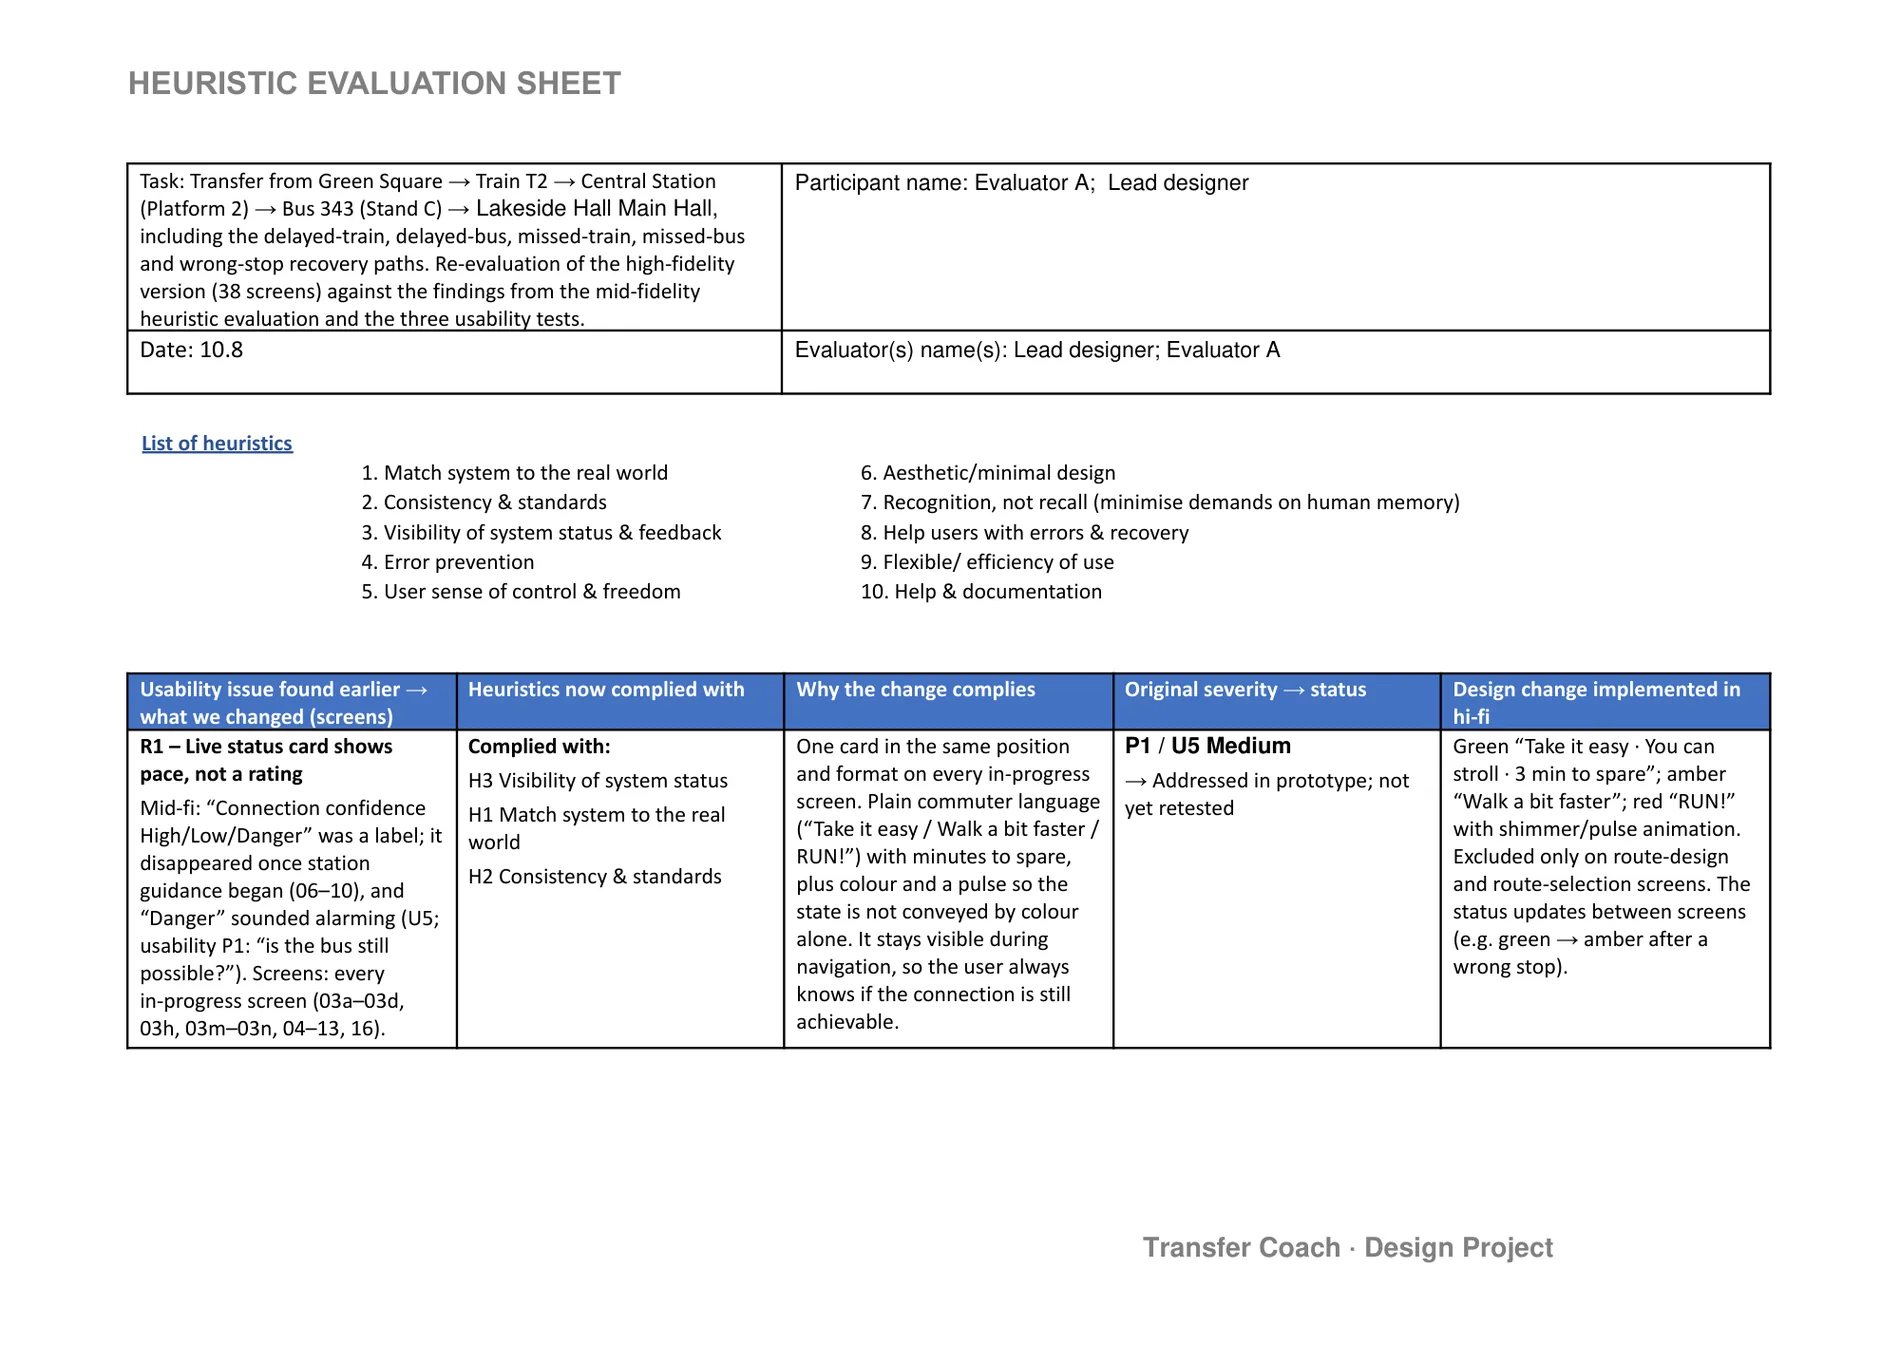 HEURISTIC EVALUATION SHEET
Task: Transfer from Green Square → Train T2 → Central Station
(Platform 2) → Bus 343 (Stand C) → Lakeside Hall Main Hall,
including the delayed-train, delayed-bus, missed-train, missed-bus
and wrong-stop recovery paths. Re-evaluation of the high-fidelity
version (38 screens) against the findings from the mid-fidelity
heuristic evaluation and the three usability tests.
Participant name: Evaluator A;  Lead designer
Date: 10.8
Evaluator(s) name(s): Lead designer; Evaluator A
List of heuristics
1. Match system to the real world
2. Consistency & standards
3. Visibility of system status & feedback
4. Error prevention
5. User sense of control & freedom
6. Aesthetic/minimal design
7. Recognition, not recall (minimise demands on human memory)
8. Help users with errors & recovery
9. Flexible/ efficiency of use
10. Help & documentation
Usability issue found earlier →
what we changed (screens)
Heuristics now complied with
Why the change complies
Original severity → status
Design change implemented in
hi-fi
R1 – Live status card shows
pace, not a rating
Mid-fi: “Connection confidence
High/Low/Danger” was a label; it
disappeared once station
guidance began (06–10), and
“Danger” sounded alarming (U5;
usability P1: “is the bus still
possible?”). Screens: every
in-progress screen (03a–03d,
03h, 03m–03n, 04–13, 16).
Complied with:
H3 Visibility of system status
H1 Match system to the real
world
H2 Consistency & standards
One card in the same position
and format on every in-progress
screen. Plain commuter language
(“Take it easy / Walk a bit faster /
RUN!”) with minutes to spare,
plus colour and a pulse so the
state is not conveyed by colour
alone. It stays visible during
navigation, so the user always
knows if the connection is still
achievable.
P1 / U5 Medium
→ Addressed in prototype; not
yet retested
Green “Take it easy · You can
stroll · 3 min to spare”; amber
“Walk a bit faster”; red “RUN!”
with shimmer/pulse animation.
Excluded only on route-design
and route-selection screens. The
status updates between screens
(e.g. green → amber after a
wrong stop).
Transfer Coach · Design Project